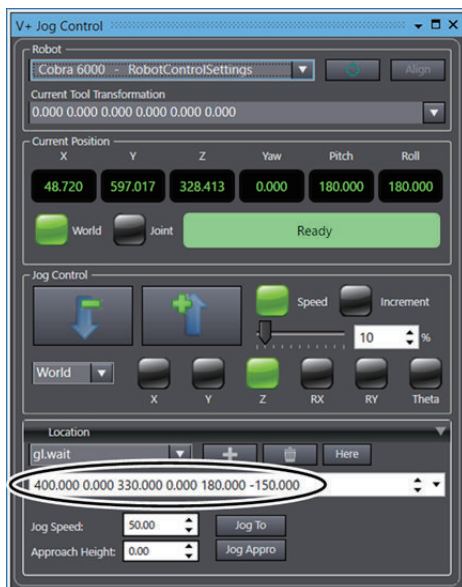 V+ Jog Control
Robot
Cobra 6000 - RobotControlSettings
Align
Current Tool Transformation
0.000 0.000 0.000 0.000 0.000 0.000
Current Position
X Y Z Yaw Pitch Roll
48.720 597.017 328.413 0.000 180.000 180.000
World Joint Ready
Jog Control
Speed Increment
10 %
World
X Y Z RX RY Theta
Location
gl.wait Here
400.000 0.000 330.000 0.000 180.000 -150.000
Jog Speed: 50.00 Jog To
Approach Height: 0.00 Jog Appro